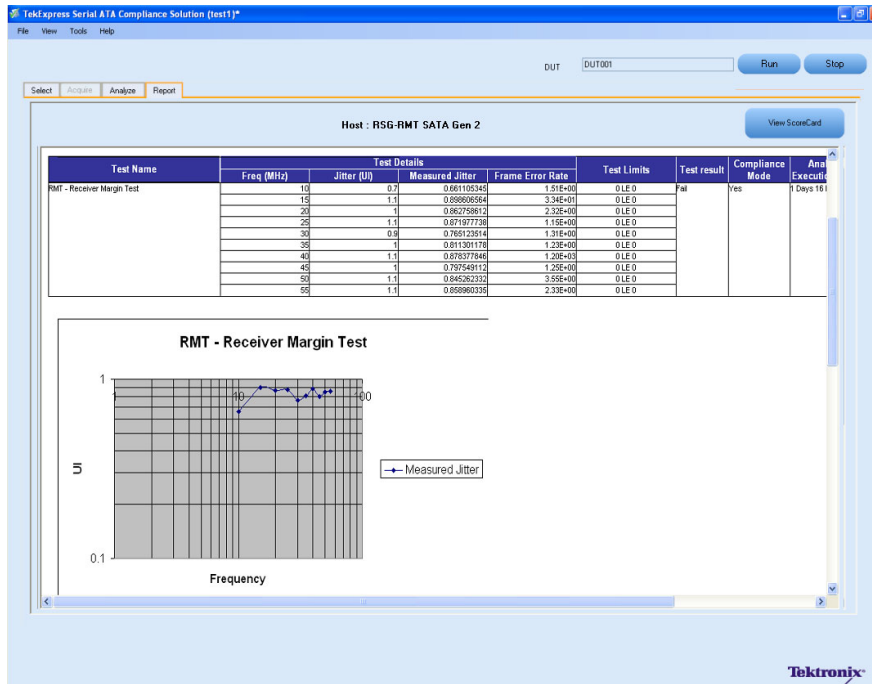 TekExpress Serial ATA Compliance Solution (test1)*
File View Tools Help
DUT DUT001 Run Stop
Select Acquire Analyze Report
Host : RSG-RMT SATA Gen 2
View ScoreCard
Test Name Test Details Test Limits Test result Compliance Mode Executio
Freq (MHz) Jitter (UI) Measured Jitter Frame Error Rate
RMT - Receiver Margin Test 10 0.7 0.661105345 1.51E+00 0 LE 0 Fail Yes 1 Days 16
15 1.1 0.898606564 3.34E+01 0 LE 0
20 1 0.862758612 2.32E+00 0 LE 0
25 1.1 0.871977738 1.15E+00 0 LE 0
30 0.9 0.765123514 1.31E+00 0 LE 0
35 1 0.811301178 1.23E+00 0 LE 0
40 1.1 0.878377846 1.20E+03 0 LE 0
45 1 0.797549112 1.25E+00 0 LE 0
50 1.1 0.845262332 3.55E+00 0 LE 0
55 1.1 0.858960335 2.33E+00 0 LE 0
RMT - Receiver Margin Test
1
1 10 100
UI
Measured Jitter
0.1
Frequency
Tektronix